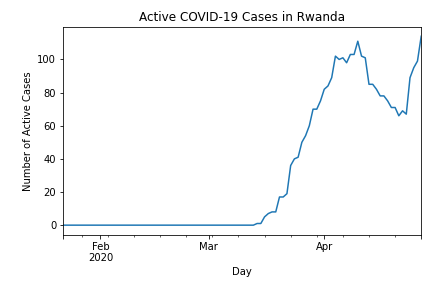 Active COVID-19 Cases in Rwanda
Number of Active Cases
100
80
60
40
20
0
Feb
2020
Mar
Apr
Day